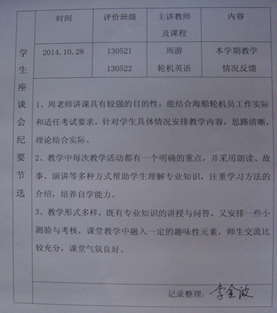 时间 评价班级 主讲教师及课程 内容
2014.10.28 130521 周游 本学期教学
130522 轮机英语 情况反馈
学生座谈会纪要节选
1、周老师讲课具有较强的目的性，能结合海船轮机员工作实际
和适任考试要求，针对学生具体情况安排教学内容，思路清晰、
理论结合实际。
2、教学中每次教学活动都有一个明确的重点，并采用朗读、故
事、演讲等多种方式帮助学生理解专业知识，注重学习方法的
介绍，培养自学能力。
3、教学形式多样，既有专业知识的讲授与问答，又安排一些小
测验与考核，课堂教学中融入一定的趣味性元素，师生交流比
较充分，课堂气氛良好。
记录整理：李金波